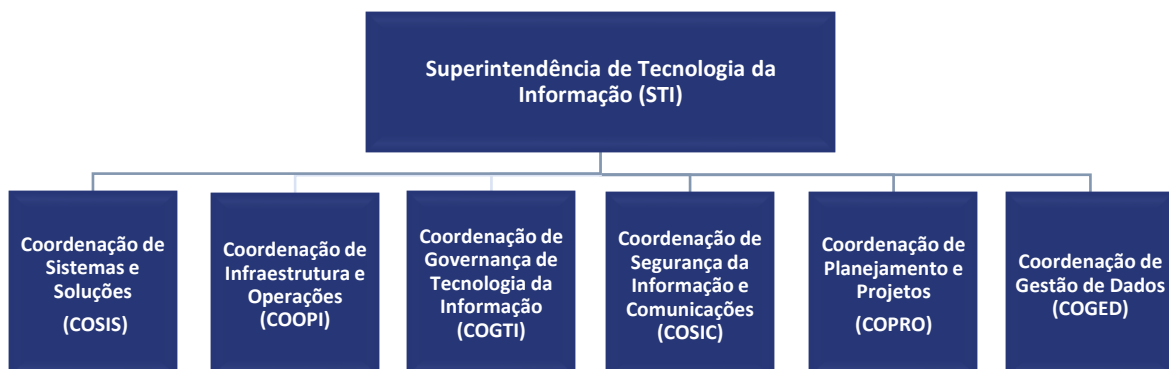 Superintendência de Tecnologia da
Informação (STI)
Coordenação de
Sistemas e
Soluções
(COSIS)
Coordenação de
Infraestrutura e
Operações
(COOPI)
Coordenação de
Governança de
Tecnologia da
Informação
(COGTI)
Coordenação de
Segurança da
Informação e
Comunicações
(COSIC)
Coordenação de
Planejamento e
Projetos
(COPRO)
Coordenação de
Gestão de Dados
(COGED)